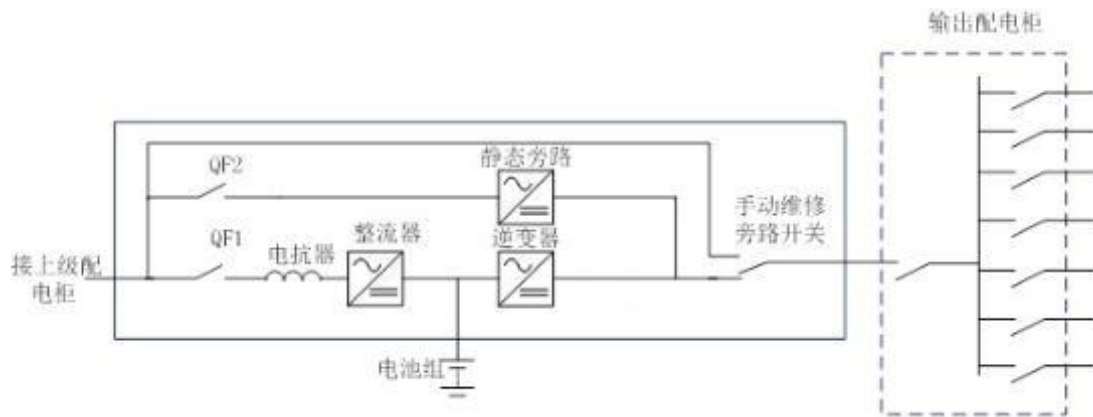 输出配电柜
QF2
静态旁路
手动维修
旁路开关
QF1
电抗器
整流器
逆变器
接上级配
电柜
电池组